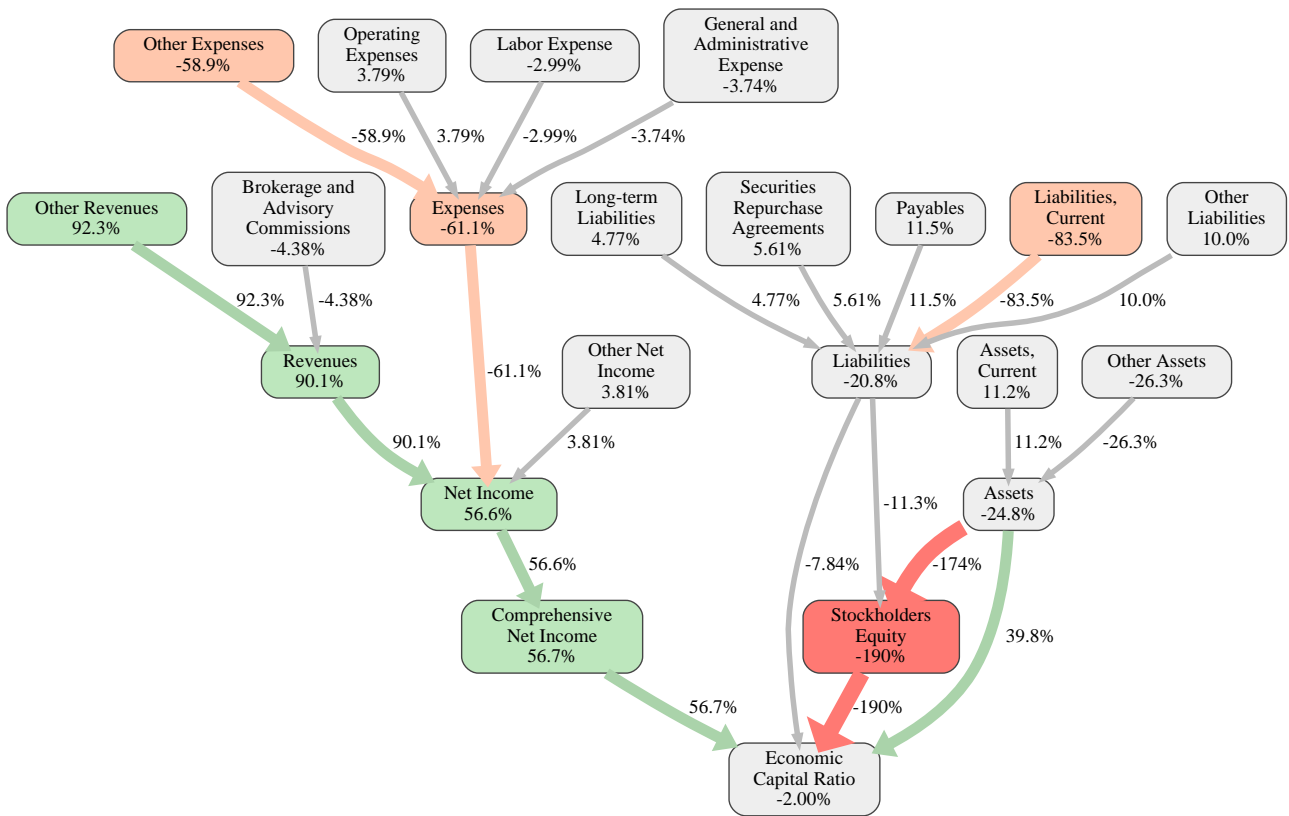 Other Expenses
-58.9%
Operating
Expenses
3.79%
Labor Expense
-2.99%
General and
Administrative
Expense
-3.74%
-58.9%
3.79%
-2.99%
-3.74%
Other Revenues
92.3%
Brokerage and
Advisory
Commissions
-4.38%
Expenses
-61.1%
Long-term
Liabilities
4.77%
Securities
Repurchase
Agreements
5.61%
Payables
11.5%
Liabilities,
Current
-83.5%
Other
Liabilities
10.0%
92.3%
-4.38%
4.77%
5.61%
11.5%
-83.5%
10.0%
Revenues
90.1%
-61.1%
Other Net
Income
3.81%
Liabilities
-20.8%
Assets,
Current
11.2%
Other Assets
-26.3%
90.1%
3.81%
11.2%
-26.3%
Net Income
56.6%
-11.3%
Assets
-24.8%
56.6%
-7.84%
-174%
Comprehensive
Net Income
56.7%
Stockholders
Equity
-190%
39.8%
56.7%
-190%
Economic
Capital Ratio
-2.00%